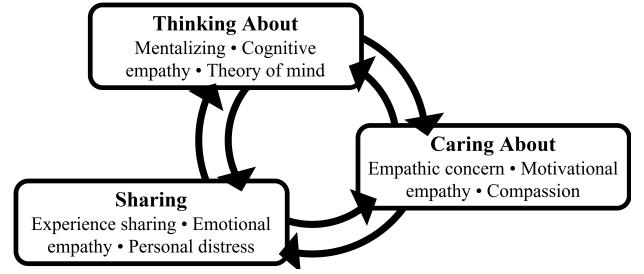 Thinking About
Mentalizing • Cognitive
empathy • Theory of mind
Caring About
Empathic concern • Motivational
empathy • Compassion
Sharing
Experience sharing • Emotional
empathy • Personal distress